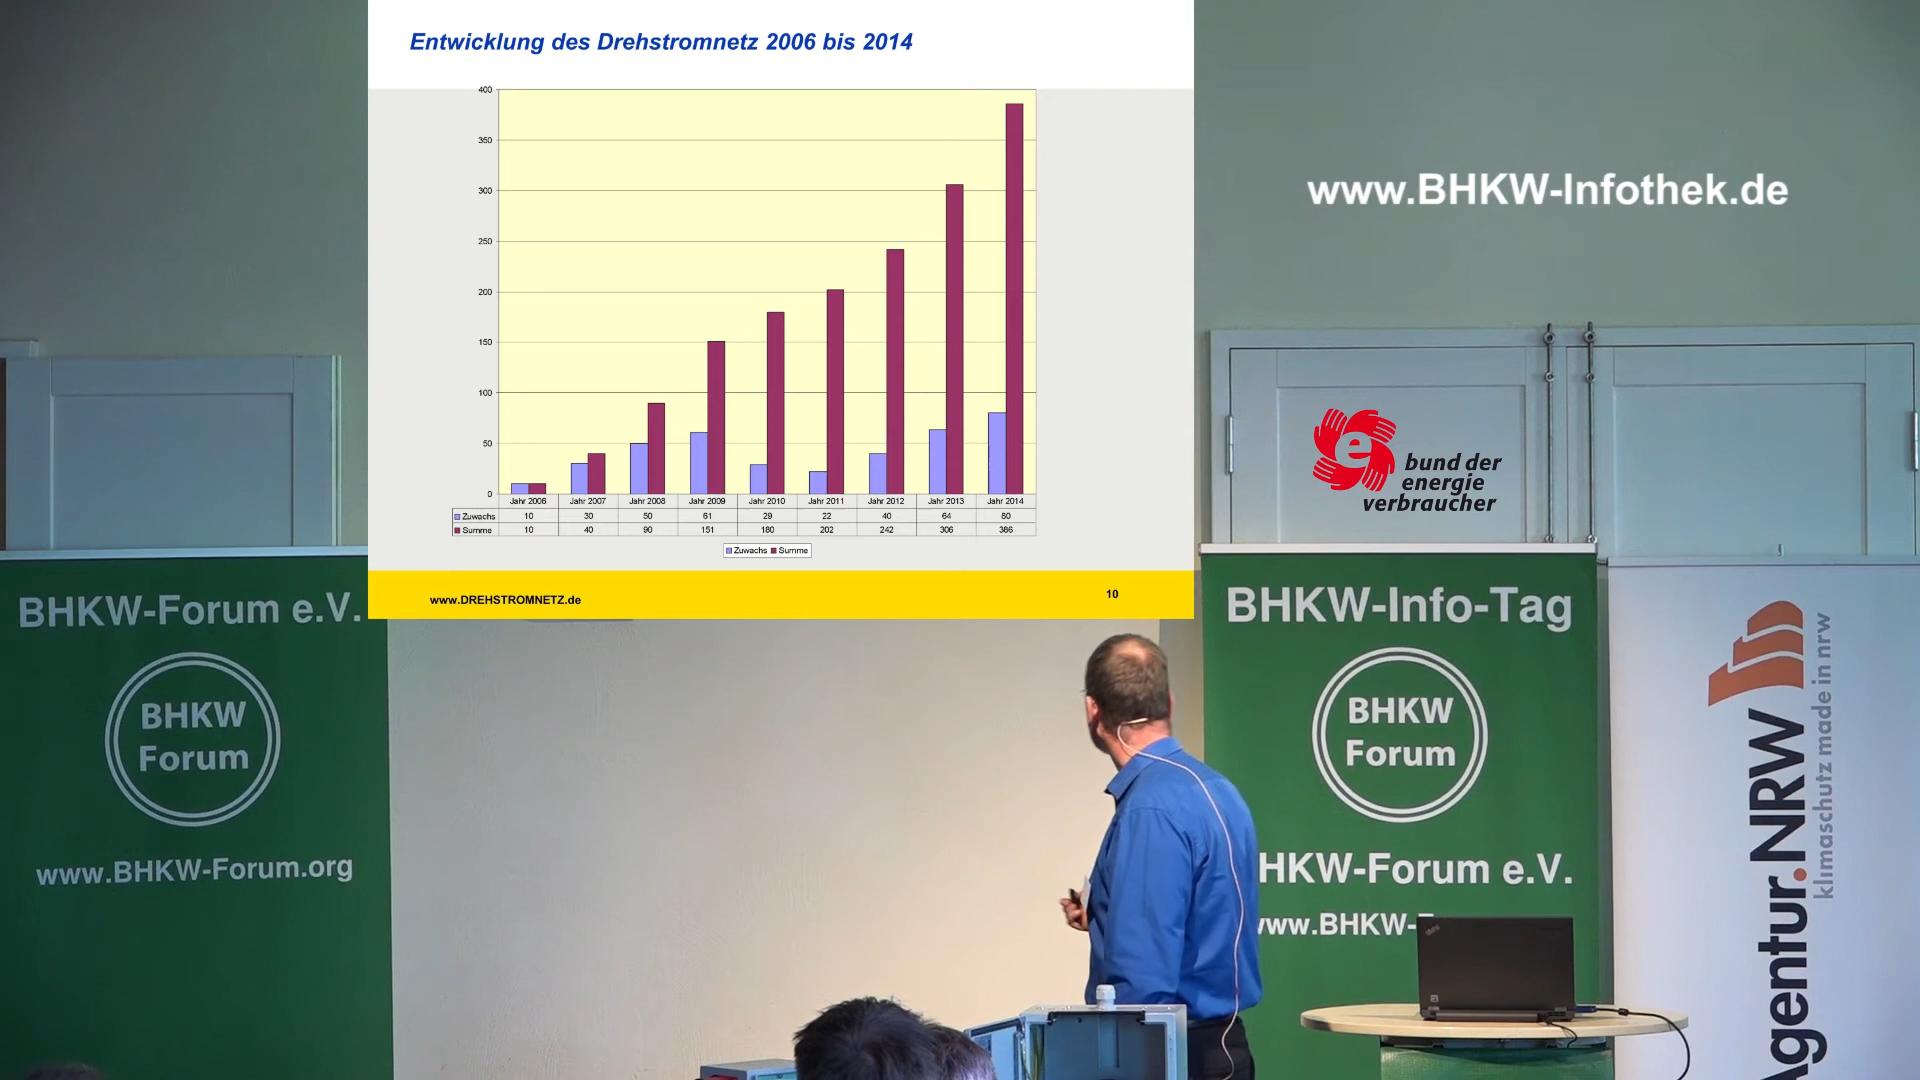 Entwicklung des Drehstromnetz 2006 bis 2014
400
350
300
250
200
150
100
50
0
Jahr 2006 Jahr 2007 Jahr 2008 Jahr 2009 Jahr 2010 Jahr 2011 Jahr 2012 Jahr 2013 Jahr 2014
Zuwachs 10 30 50 61 29 22 40 64 80
Summe 10 40 90 151 180 202 242 306 386
Zuwachs Summe
www.DREHSTROMNETZ.de
10
www.BHKW-Infothek.de
e
bund der
energie
verbraucher
BHKW-Forum e.V.
BHKW
Forum
www.BHKW-Forum.org
BHKW-Info-Tag
BHKW
Forum
HKW-Forum e.V.
www.BHKW-
Agentur.NRW
klimaschutz made in nrw